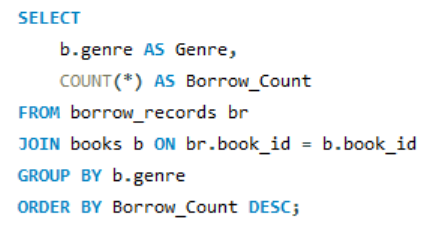 SELECT
    b.genre AS Genre,
    COUNT(*) AS Borrow_Count
FROM borrow_records br
JOIN books b ON br.book_id = b.book_id
GROUP BY b.genre
ORDER BY Borrow_Count DESC;